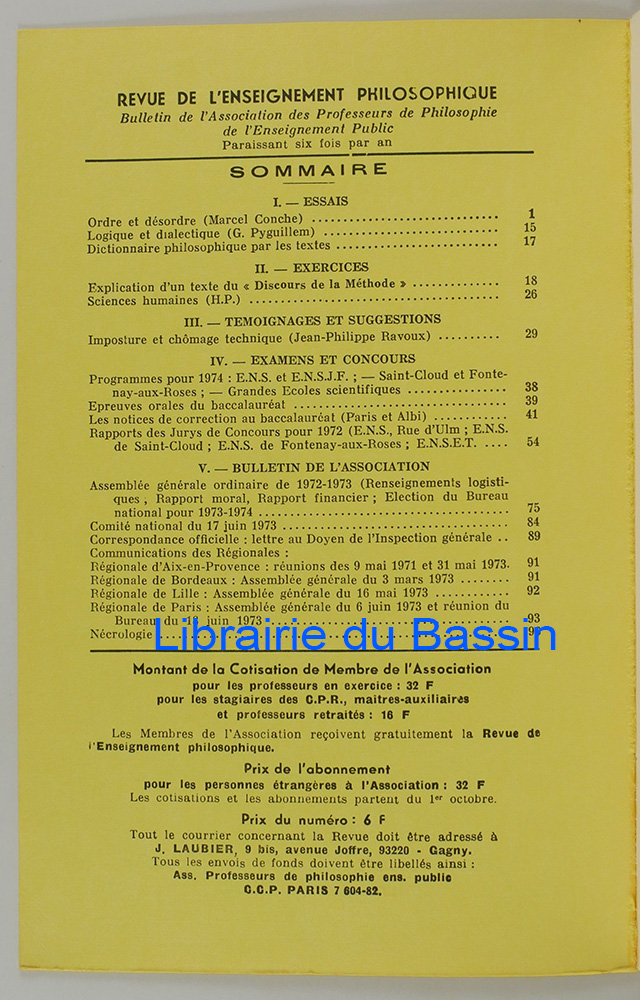 REVUE DE L'ENSEIGNEMENT PHILOSOPHIQUE
Bulletin de l'Association des Professeurs de Philosophie
de l'Enseignement Public
Paraissant six fois par an
SOMMAIRE
I. — ESSAIS
Ordre et désordre (Marcel Conche) .............................. 1
Logique et dialectique (G. Pyguillem) ............................ 15
Dictionnaire philosophique par les textes .......................... 17
II. — EXERCICES
Explication d'un texte du « Discours de la Méthode » .............. 18
Sciences humaines (H.P.) ........................................ 26
III. — TEMOIGNAGES ET SUGGESTIONS
Imposture et chômage technique (Jean-Philippe Ravoux) .......... 29
IV. — EXAMENS ET CONCOURS
Programmes pour 1974 : E.N.S. et E.N.S.J.F. ; — Saint-Cloud et Fonte-
nay-aux-Roses ; — Grandes Ecoles scientifiques ................ 38
Epreuves orales du baccalauréat .................................. 39
Les notices de correction au baccalauréat (Paris et Albi) ............ 41
Rapports des Jurys de Concours pour 1972 (E.N.S., Rue d'Ulm ; E.N.S.
de Saint-Cloud ; E.N.S. de Fontenay-aux-Roses ; E.N.S.E.T. .... 54
V. — BULLETIN DE L'ASSOCIATION
Assemblée générale ordinaire de 1972-1973 (Renseignements logisti-
ques , Rapport moral, Rapport financier ; Election du Bureau
national pour 1973-1974 ........................................ 75
Comité national du 17 juin 1973 .................................... 84
Correspondance officielle : lettre au Doyen de l'Inspection générale .. 89
Communications des Régionales :
Régionale d'Aix-en-Provence : réunions des 9 mai 1971 et 31 mai 1973. 91
Régionale de Bordeaux : Assemblée générale du 3 mars 1973 ........ 91
Régionale de Lille : Assemblée générale du 16 mai 1973 ............ 92
Régionale de Paris : Assemblée générale du 6 juin 1973 et réunion du
Bureau du juin 1973 ........................................ 93
Nécrologie ....
Librairie du Bassin
Montant de la Cotisation de Membre de l'Association
pour les professeurs en exercice : 32 F
pour les stagiaires des C.P.R., maitres-auxiliaires
et professeurs retraités : 16 F
Les Membres de l'Association reçoivent gratuitement la Revue de
l'Enseignement philosophique.
Prix de l'abonnement
pour les personnes étrangères à l'Association : 32 F
Les cotisations et les abonnements partent du 1er octobre.
Prix du numéro : 6 F
Tout le courrier concernant la Revue doit être adressé à
J. LAUBIER, 9 bis, avenue Joffre, 93220 - Gagny.
Tous les envois de fonds doivent être libellés ainsi :
Ass. Professeurs de philosophie ens. public
C.C.P. PARIS 7 604-82.